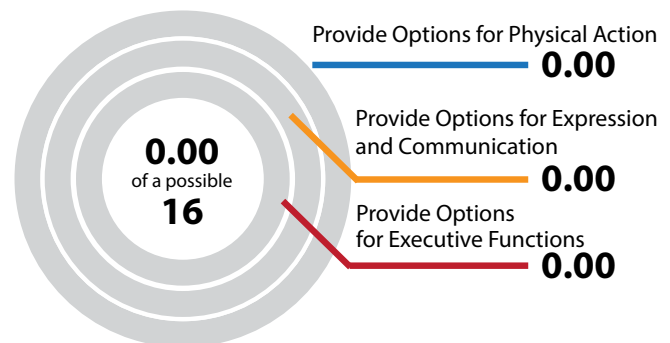 Provide Options for Physical Action
0.00
Provide Options for Expression
and Communication
0.00
Provide Options
for Executive Functions
0.00
0.00
of a possible
16